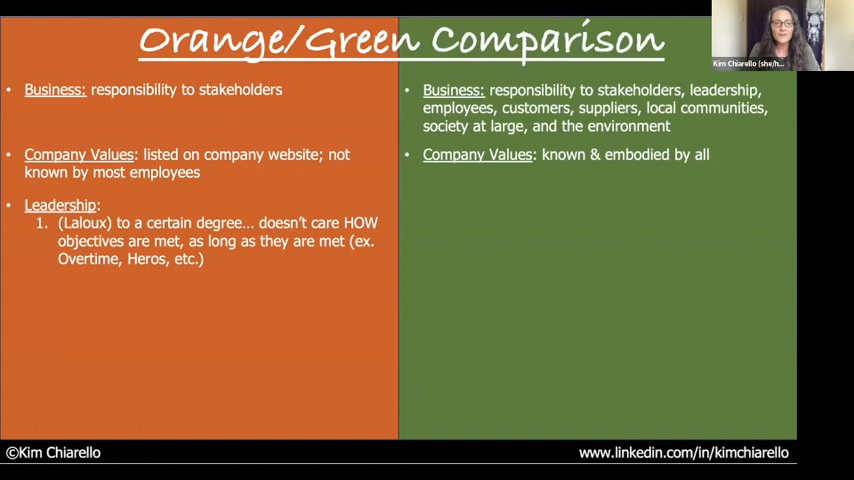 Orange/Green Comparison
Kim Chiarello (she/h...
• Business: responsibility to stakeholders
• Company Values: listed on company website; not
known by most employees
• Leadership:
1. (Laloux) to a certain degree... doesn't care HOW
objectives are met, as long as they are met (ex.
Overtime, Heros, etc.)
• Business: responsibility to stakeholders, leadership,
employees, customers, suppliers, local communities,
society at large, and the environment
• Company Values: known & embodied by all
©Kim Chiarello
www.linkedin.com/in/kimchiarello